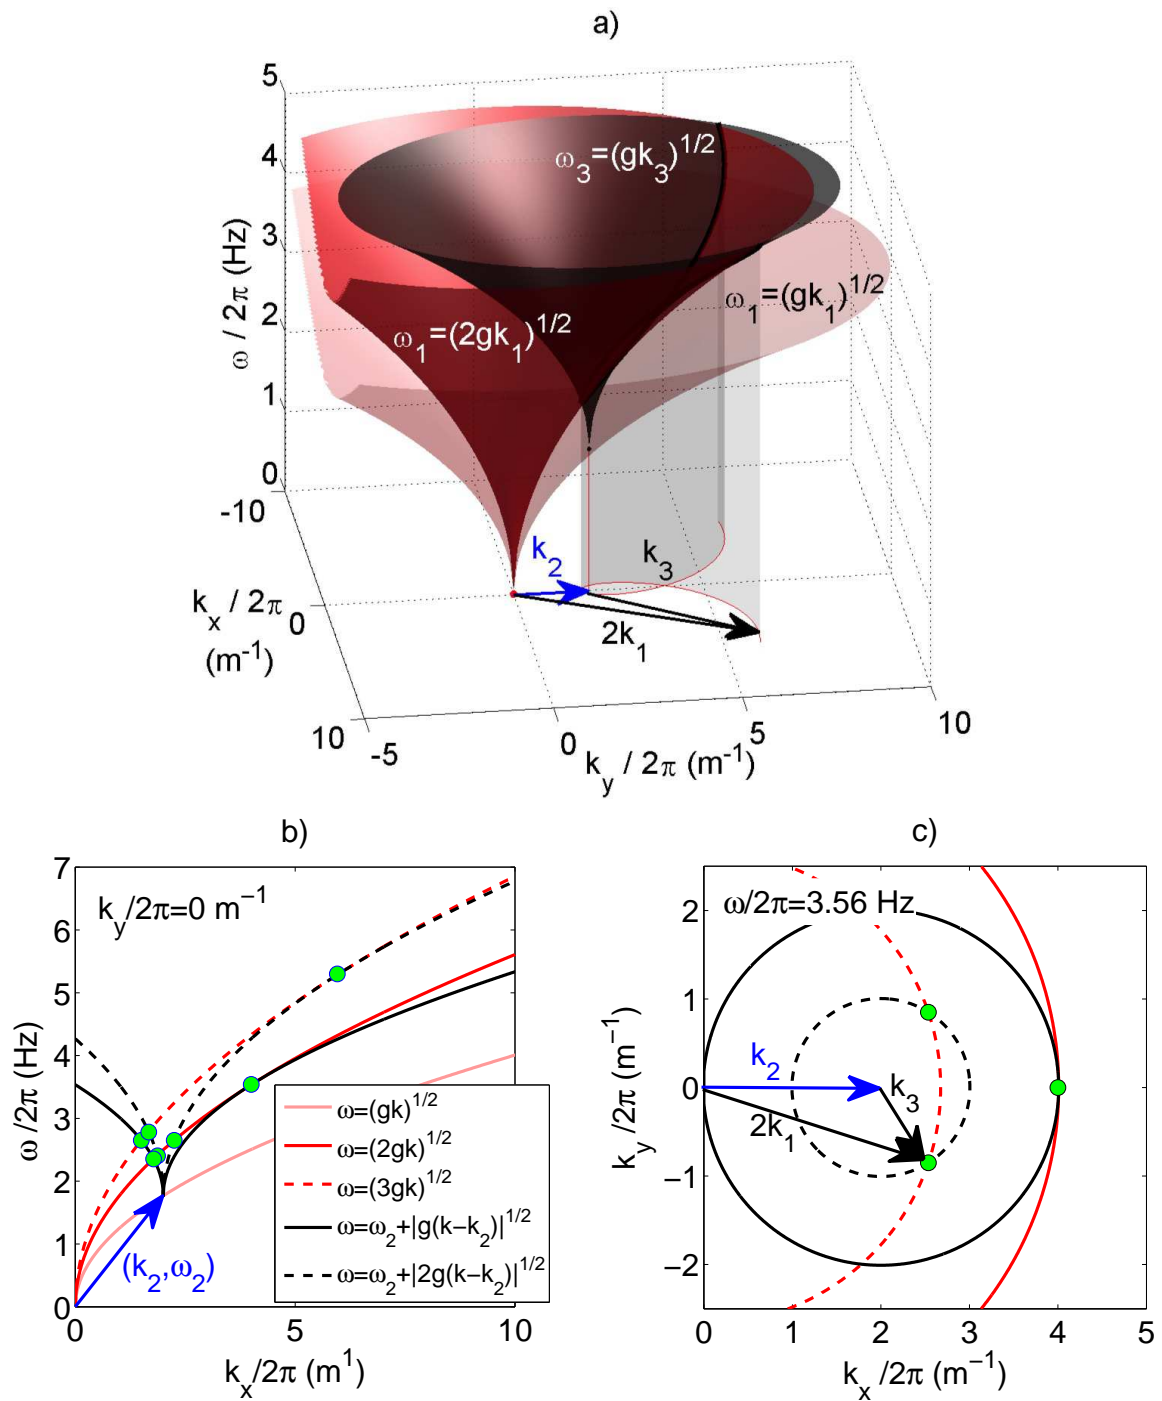 a)
5
4
3
2
1
0
ω / 2π (Hz)
ω3=(gk3)^1/2
ω1=(gk1)^1/2
ω1=(2gk1)^1/2
-10
0
10
kx / 2π
(m−1)
k2
k3
2k1
-5
0
5
10
ky / 2π (m−1)
b)
7
6
5
4
3
2
1
0
ω/2π (Hz)
ky/2π=0 m−1
(k2,ω2)
ω=(gk)^1/2
ω=(2gk)^1/2
ω=(3gk)^1/2
ω=ω2+|g(k−k2)|^1/2
ω=ω2+|2g(k−k2)|^1/2
0
5
10
kx/2π (m1)
c)
2
1
0
−1
−2
ky/2π (m−1)
ω/2π=3.56 Hz
k2
k3
2k1
0
1
2
3
4
5
kx/2π (m−1)